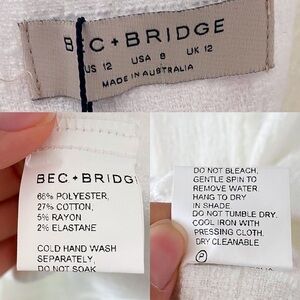 BEC + BRIDGE
US 12 USA 8 UK 12
MADE IN AUSTRALIA
BEC + BRIDG
66% POLYESTER,
27% COTTON,
5% RAYON
2% ELASTANE
COLD HAND WASH
SEPARATELY,
DO NOT SOAK
DO NOT BLEACH,
GENTLE SPIN TO
REMOVE WATER
HANG TO DRY
IN SHADE.
DO NOT TUMBLE DRY.
COOL IRON WITH
PRESSING CLOTH.
DRY CLEANABLE
P